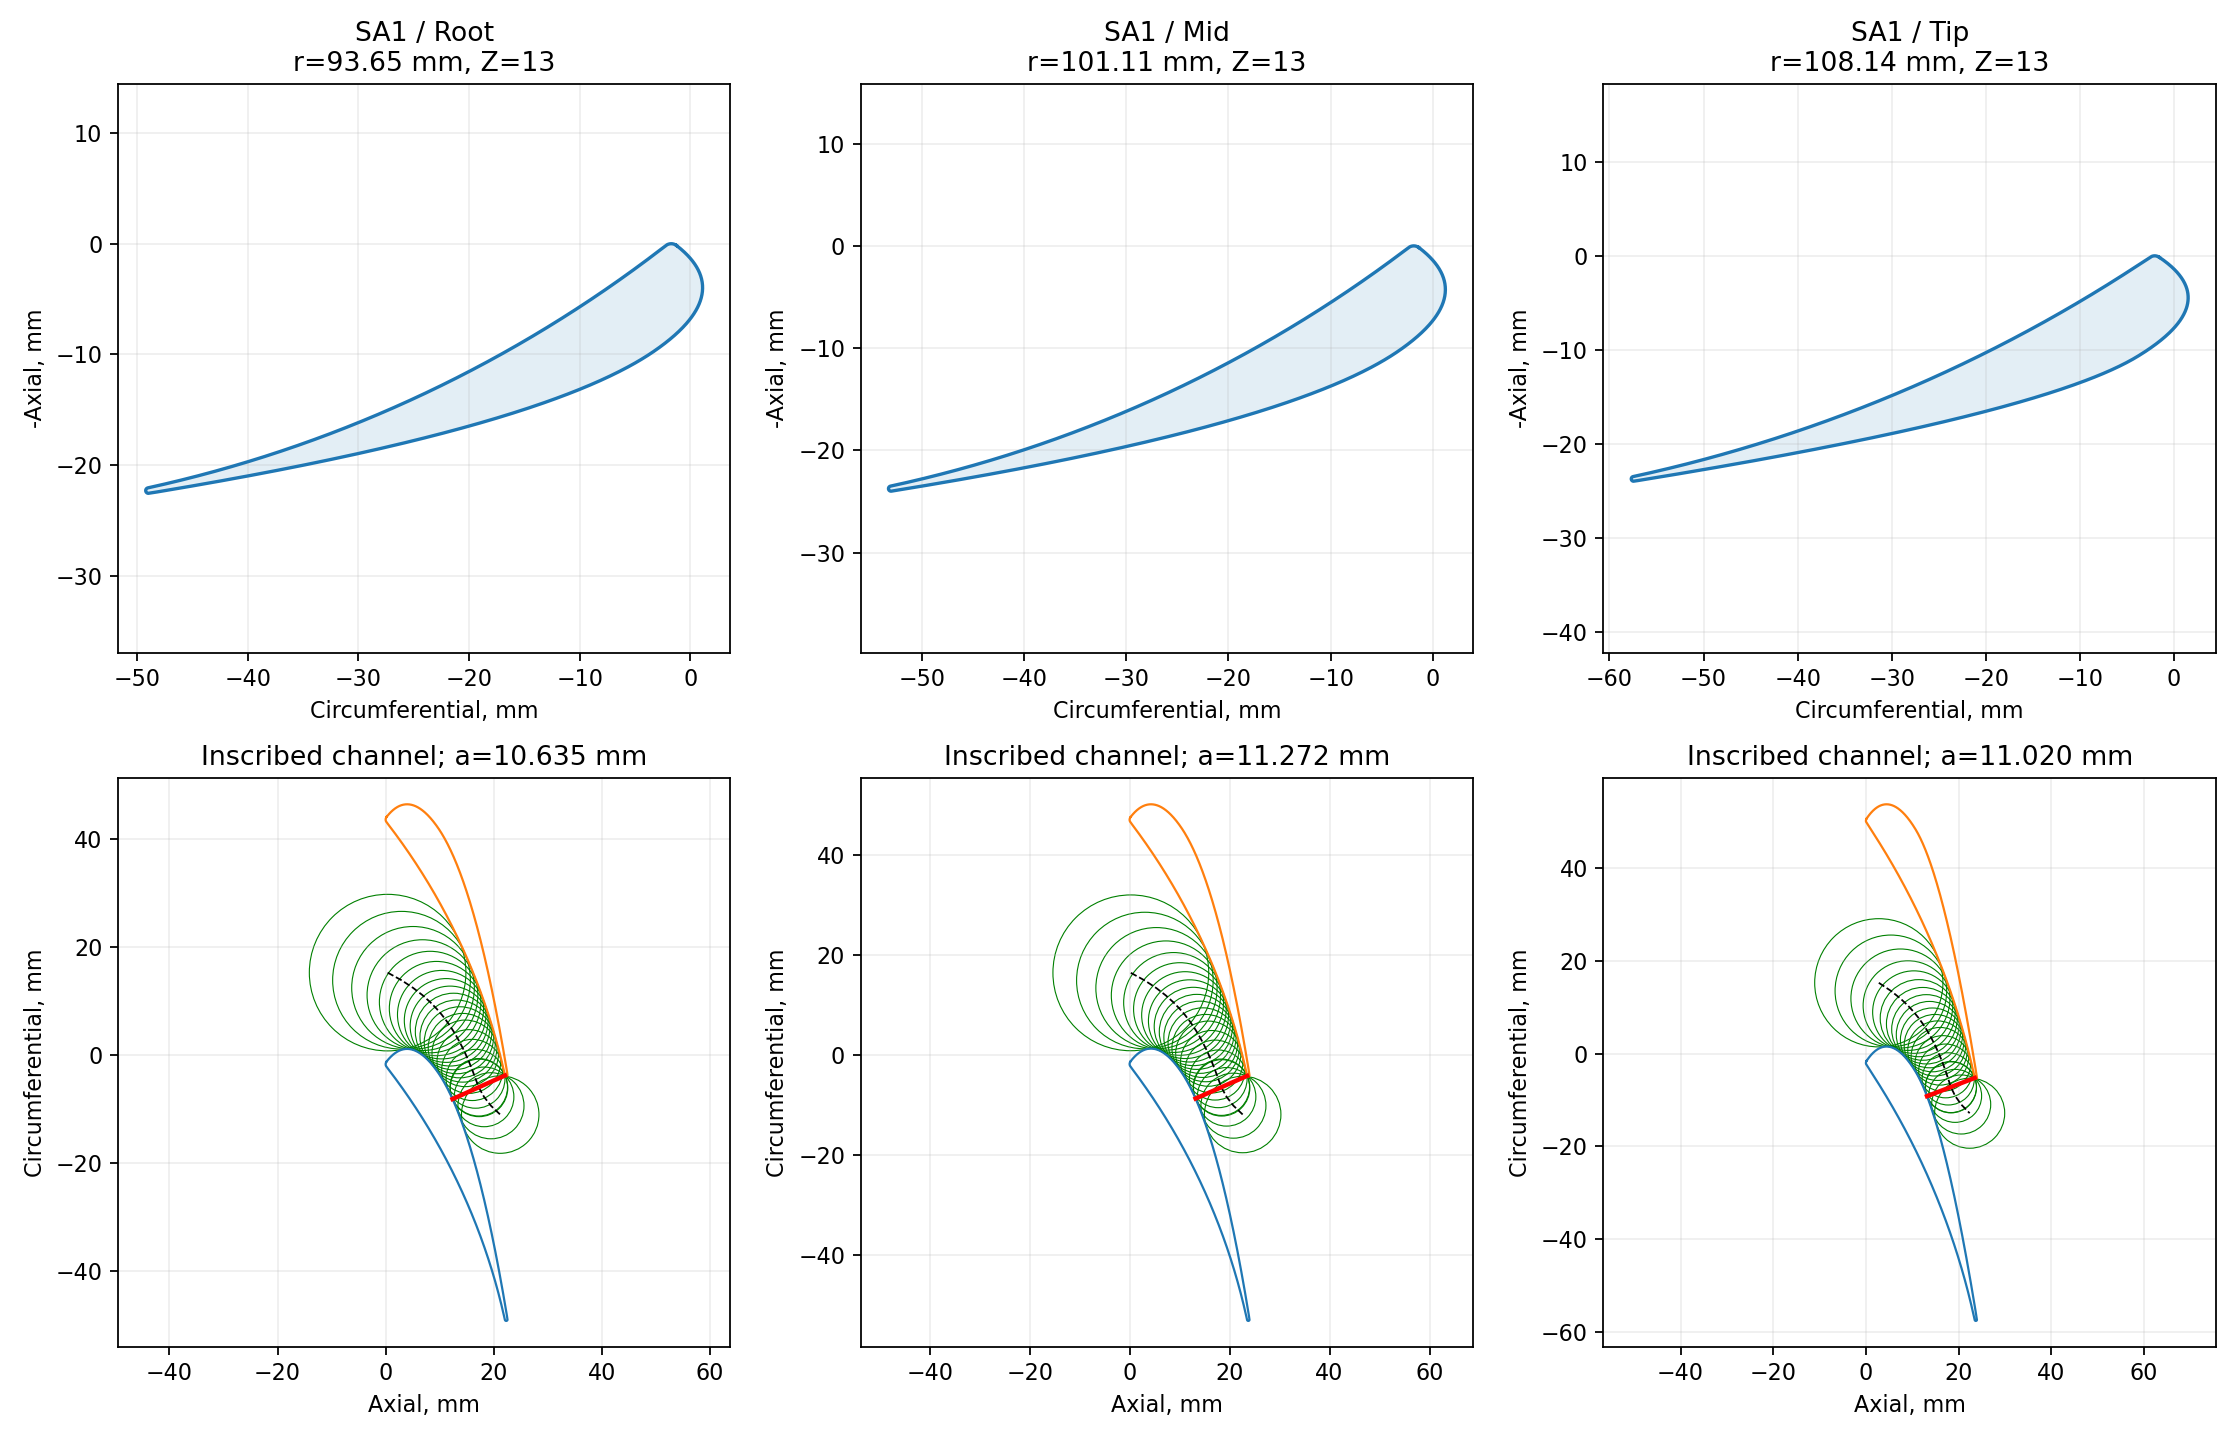 SA1 / Root
r=93.65 mm, Z=13
10
0
−10
−20
−30
-Axial, mm
−50 −40 −30 −20 −10 0
Circumferential, mm
SA1 / Mid
r=101.11 mm, Z=13
10
0
−10
−20
−30
-Axial, mm
−50 −40 −30 −20 −10 0
Circumferential, mm
SA1 / Tip
r=108.14 mm, Z=13
10
0
−10
−20
−30
−40
-Axial, mm
−60 −50 −40 −30 −20 −10 0
Circumferential, mm
Inscribed channel; a=10.635 mm
40
20
0
−20
−40
Circumferential, mm
−40 −20 0 20 40 60
Axial, mm
Inscribed channel; a=11.272 mm
40
20
0
−20
−40
Circumferential, mm
−40 −20 0 20 40 60
Axial, mm
Inscribed channel; a=11.020 mm
40
20
0
−20
−40
−60
Circumferential, mm
−40 −20 0 20 40 60
Axial, mm